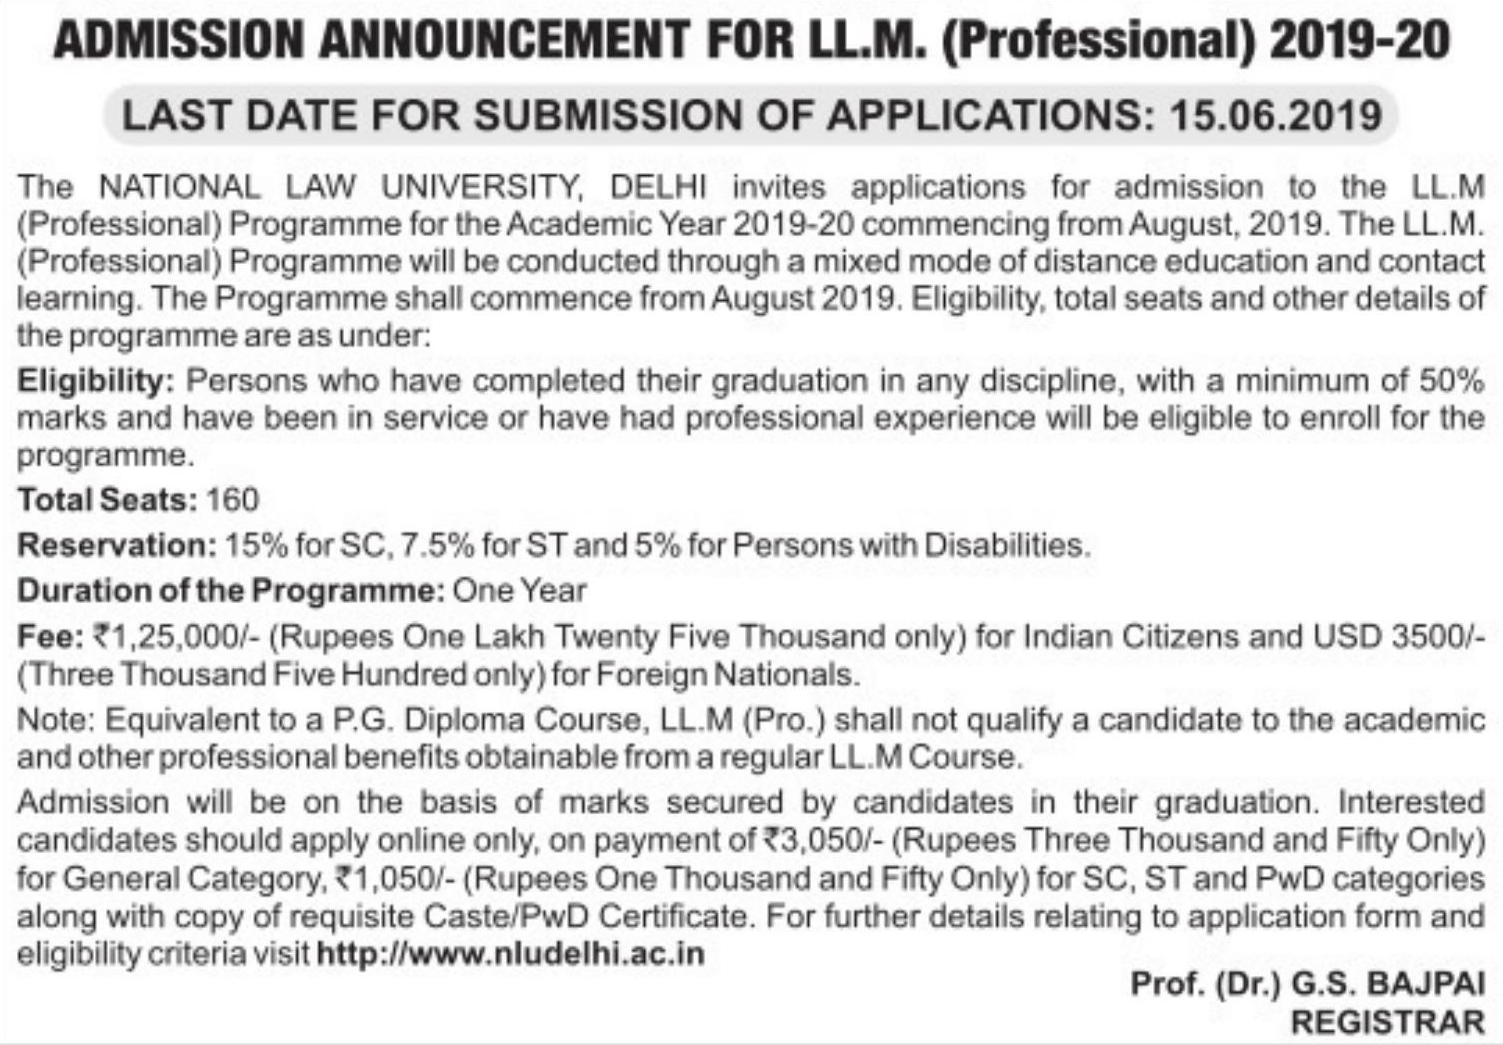 ADMISSION ANNOUNCEMENT FOR LL.M. (Professional) 2019-20
LAST DATE FOR SUBMISSION OF APPLICATIONS: 15.06.2019
The NATIONAL LAW UNIVERSITY, DELHI invites applications for admission to the LL.M
(Professional) Programme for the Academic Year 2019-20 commencing from August, 2019. The LL.M.
(Professional) Programme will be conducted through a mixed mode of distance education and contact
learning. The Programme shall commence from August 2019. Eligibility, total seats and other details of
the programme are as under:
Eligibility: Persons who have completed their graduation in any discipline, with a minimum of 50%
marks and have been in service or have had professional experience will be eligible to enroll for the
programme.
Total Seats: 160
Reservation: 15% for SC, 7.5% for ST and 5% for Persons with Disabilities.
Duration of the Programme: One Year
Fee: ₹1,25,000/- (Rupees One Lakh Twenty Five Thousand only) for Indian Citizens and USD 3500/-
(Three Thousand Five Hundred only) for Foreign Nationals.
Note: Equivalent to a P.G. Diploma Course, LL.M (Pro.) shall not qualify a candidate to the academic
and other professional benefits obtainable from a regular LL.M Course.
Admission will be on the basis of marks secured by candidates in their graduation. Interested
candidates should apply online only, on payment of ₹3,050/- (Rupees Three Thousand and Fifty Only)
for General Category, ₹1,050/- (Rupees One Thousand and Fifty Only) for SC, ST and PwD categories
along with copy of requisite Caste/PwD Certificate. For further details relating to application form and
eligibility criteria visit http://www.nludelhi.ac.in
Prof. (Dr.) G.S. BAJPAI
REGISTRAR